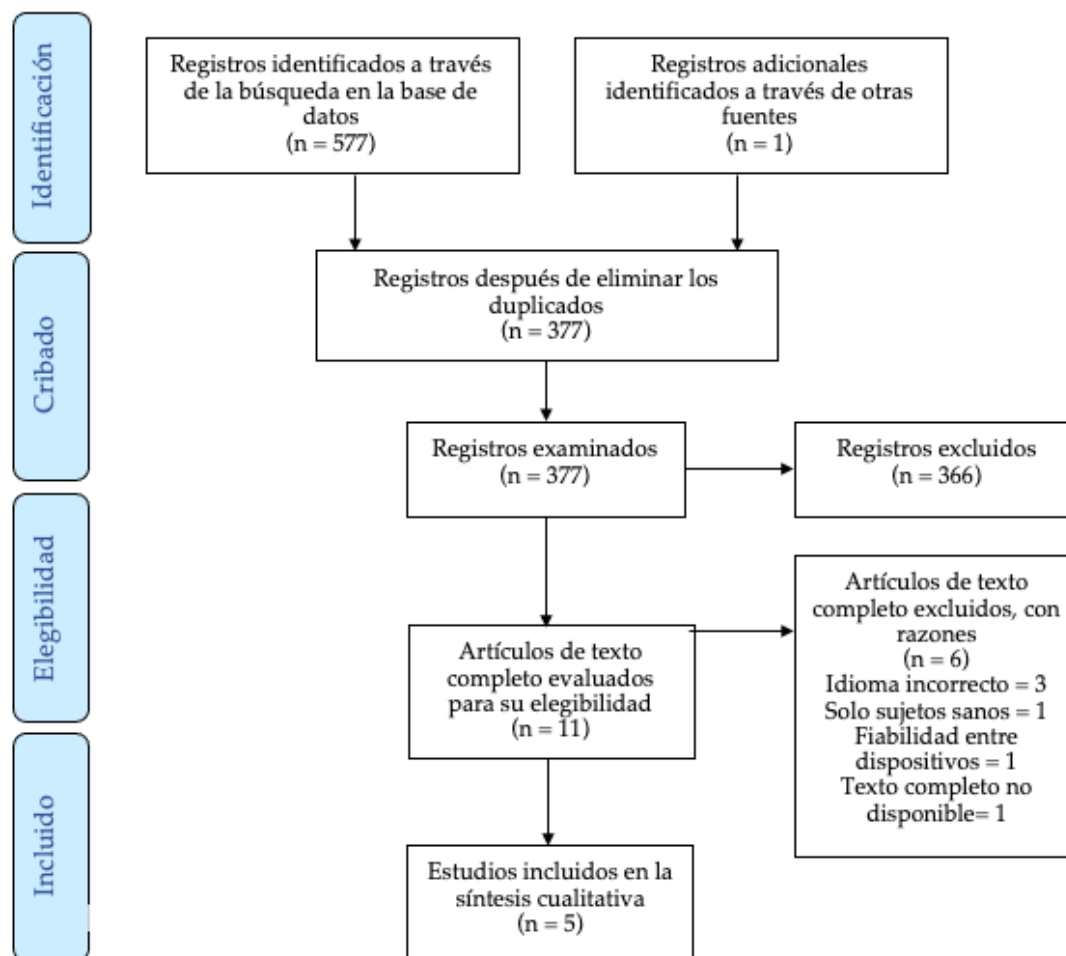 Identificación
Registros identificados a través
de la búsqueda en la base de
datos
(n = 577)
Registros adicionales
identificados a través de otras
fuentes
(n = 1)
Cribado
Registros después de eliminar los
duplicados
(n = 377)
Registros examinados
(n = 377)
Registros excluidos
(n = 366)
Elegibilidad
Artículos de texto
completo evaluados
para su elegibilidad
(n = 11)
Artículos de texto
completo excluidos, con
razones
(n = 6)
Idioma incorrecto = 3
Solo sujetos sanos = 1
Fiabilidad entre
dispositivos = 1
Texto completo no
disponible= 1
Incluido
Estudios incluidos en la
síntesis cualitativa
(n = 5)